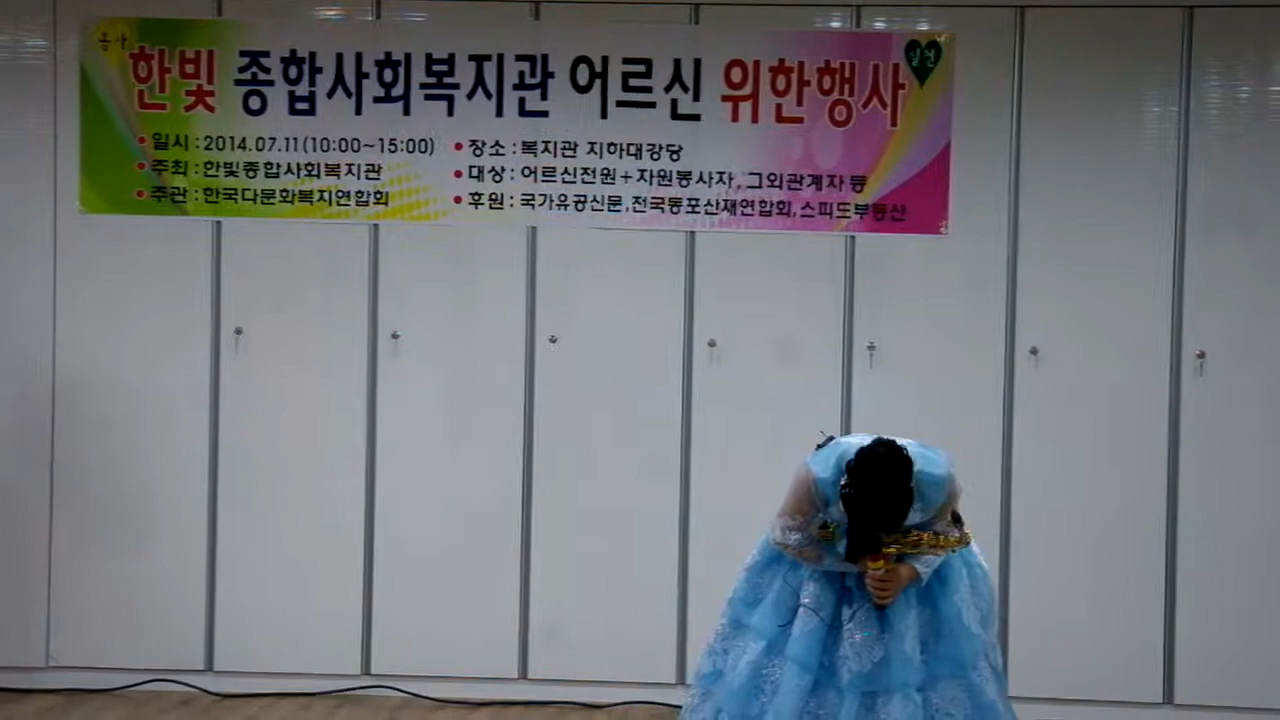 봉사
한빛 종합사회복지관 어르신 위한행사
실천
• 일시 : 2014.07.11(10:00~15:00)
• 주최 : 한빛종합사회복지관
• 주관 : 한국다문화복지연합회
• 장소 : 복지관 지하대강당
• 대상 : 어르신전원+자원봉사자, 그외관계자 등
• 후원 : 국가유공신문,전국동포산재연합회,스피드부동산